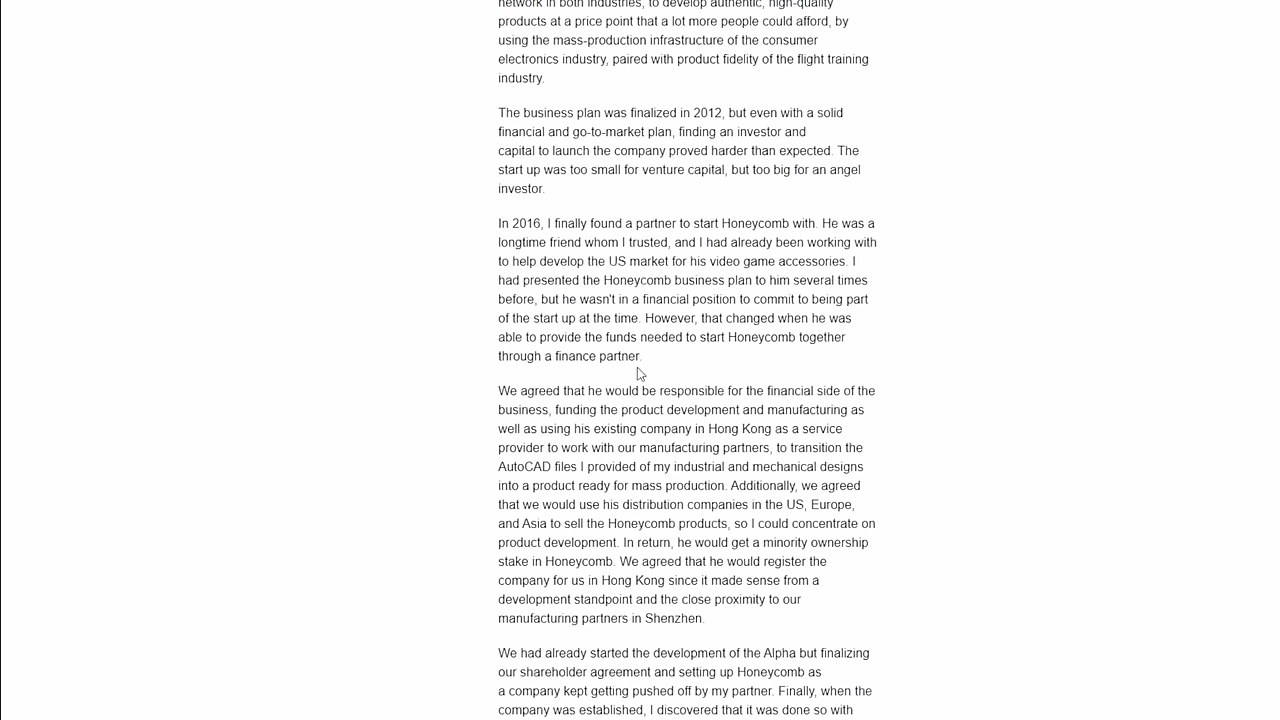 network in both industries, to develop authentic, high-quality
products at a price point that a lot more people could afford, by
using the mass-production infrastructure of the consumer
electronics industry, paired with product fidelity of the flight training
industry.
The business plan was finalized in 2012, but even with a solid
financial and go-to-market plan, finding an investor and
capital to launch the company proved harder than expected. The
start up was too small for venture capital, but too big for an angel
investor.
In 2016, I finally found a partner to start Honeycomb with. He was a
longtime friend whom I trusted, and I had already been working with
to help develop the US market for his video game accessories. I
had presented the Honeycomb business plan to him several times
before, but he wasn't in a financial position to commit to being part
of the start up at the time. However, that changed when he was
able to provide the funds needed to start Honeycomb together
through a finance partner.
We agreed that he would be responsible for the financial side of the
business, funding the product development and manufacturing as
well as using his existing company in Hong Kong as a service
provider to work with our manufacturing partners, to transition the
AutoCAD files I provided of my industrial and mechanical designs
into a product ready for mass production. Additionally, we agreed
that we would use his distribution companies in the US, Europe,
and Asia to sell the Honeycomb products, so I could concentrate on
product development. In return, he would get a minority ownership
stake in Honeycomb. We agreed that he would register the
company for us in Hong Kong since it made sense from a
development standpoint and the close proximity to our
manufacturing partners in Shenzhen.
We had already started the development of the Alpha but finalizing
our shareholder agreement and setting up Honeycomb as
a company kept getting pushed off by my partner. Finally, when the
company was established, I discovered that it was done so with